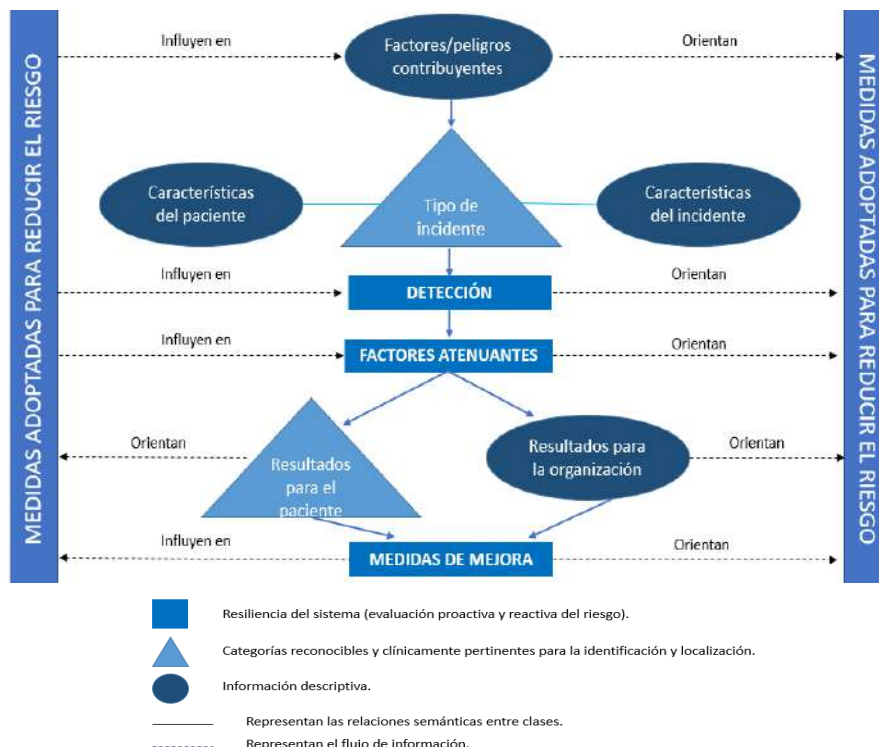 MEDIDAS ADOPTADAS PARA REDUCIR EL RIESGO
Influyen en
Factores/peligros
contribuyentes
Orientan
MEDIDAS ADOPTADAS PARA REDUCIR EL RIESGO
Características
del paciente
Tipo de
incidente
Características
del incidente
Influyen en
DETECCIÓN
Orientan
Influyen en
FACTORES ATENUANTES
Orientan
Orientan
Resultados
para el
paciente
Resultados para
la organización
Orientan
Influyen en
MEDIDAS DE MEJORA
Orientan
Resiliencia del sistema (evaluación proactiva y reactiva del riesgo).
Categorías reconocibles y clínicamente pertinentes para la identificación y localización.
Información descriptiva.
Representan las relaciones semánticas entre clases.
Representan el flujo de información.